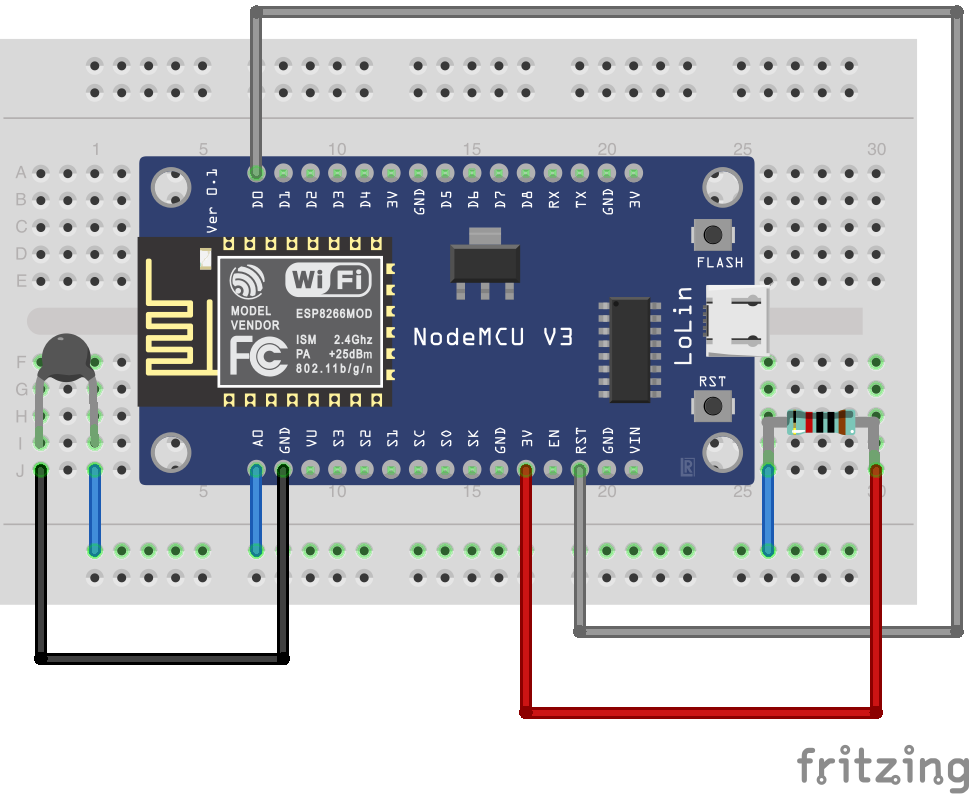 1 5 10 15 20 25 30
A
B
C
D
E
F
G
H
I
J
Ver 0.1
D0 D1 D2 D3 D4 3V GND D5 D6 D7 D8 RX TX GND 3V
FLASH
WiFi
MODEL
VENDOR
ESP8266MOD
FC
ISM 2.4Ghz
PA +25dBm
802.11b/g/n
NodeMCU V3
LoLin
RST
A0 GND VU S3 S2 S1 SC SO SK GND 3V EN RST GND VIN
R
5 10 15 20 25 30
fritzing